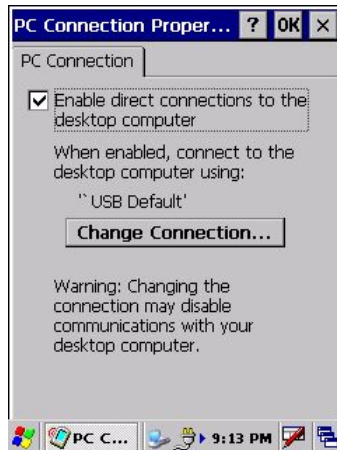 PC Connection Proper... ? OK ×
PC Connection
Enable direct connections to the
desktop computer
When enabled, connect to the
desktop computer using:
'` USB Default'
Change Connection...
Warning: Changing the
connection may disable
communications with your
desktop computer.
PC C... 9:13 PM